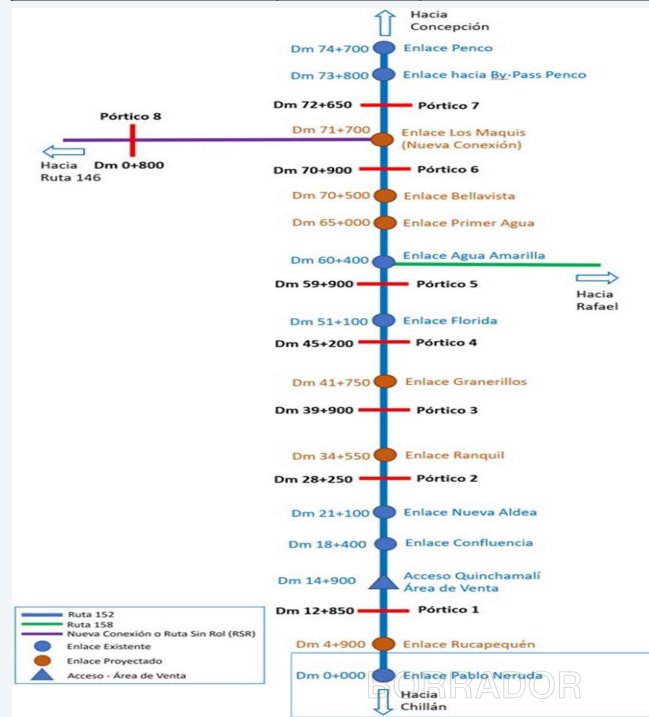 Hacia
Concepción
Dm 74+700 Enlace Penco
Dm 73+800 Enlace hacia By-Pass Penco
Dm 72+650 Pórtico 7
Pórtico 8
Dm 71+700 Enlace Los Maquis
(Nueva Conexión)
Hacia Dm 0+800
Ruta 146
Dm 70+900 Pórtico 6
Dm 70+500 Enlace Bellavista
Dm 65+000 Enlace Primer Agua
Dm 60+400 Enlace Agua Amarilla
Dm 59+900 Pórtico 5
Hacia
Rafael
Dm 51+100 Enlace Florida
Dm 45+200 Pórtico 4
Dm 41+750 Enlace Granerillos
Dm 39+900 Pórtico 3
Dm 34+550 Enlace Ranquil
Dm 28+250 Pórtico 2
Dm 21+100 Enlace Nueva Aldea
Dm 18+400 Enlace Confluencia
Dm 14+900 Acceso Quinchamalí
Área de Venta
Dm 12+850 Pórtico 1
Dm 4+900 Enlace Rucapequén
Dm 0+000 Enlace Pablo Neruda
BORRADOR
Hacia
Chillán
Ruta 152
Ruta 158
Nueva Conexión o Ruta Sin Rol (RSR)
Enlace Existente
Enlace Proyectado
Acceso - Área de Venta